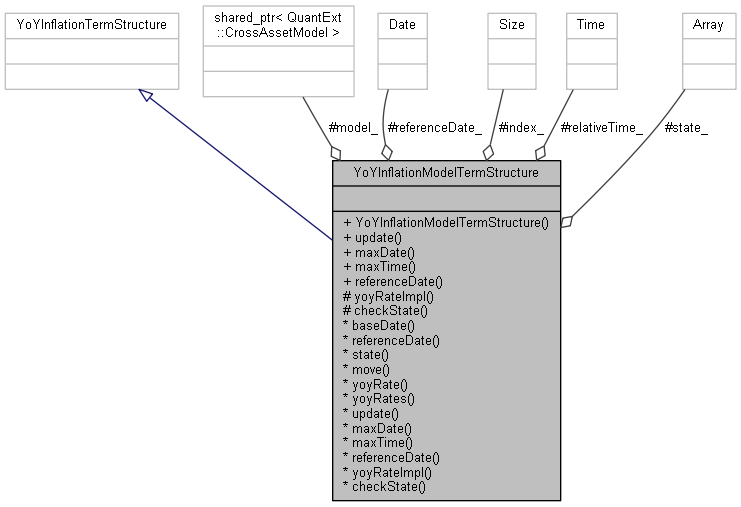 YoYInflationTermStructure
shared_ptr< QuantExt
::CrossAssetModel >
Date
Size
Time
Array
#model_
#referenceDate_
#index_
#relativeTime_
#state_
YoYInflationModelTermStructure
+ YoYInflationModelTermStructure()
+ update()
+ maxDate()
+ maxTime()
+ referenceDate()
# yoyRateImpl()
# checkState()
* baseDate()
* referenceDate()
* state()
* move()
* yoyRate()
* yoyRates()
* update()
* maxDate()
* maxTime()
* referenceDate()
* yoyRateImpl()
* checkState()